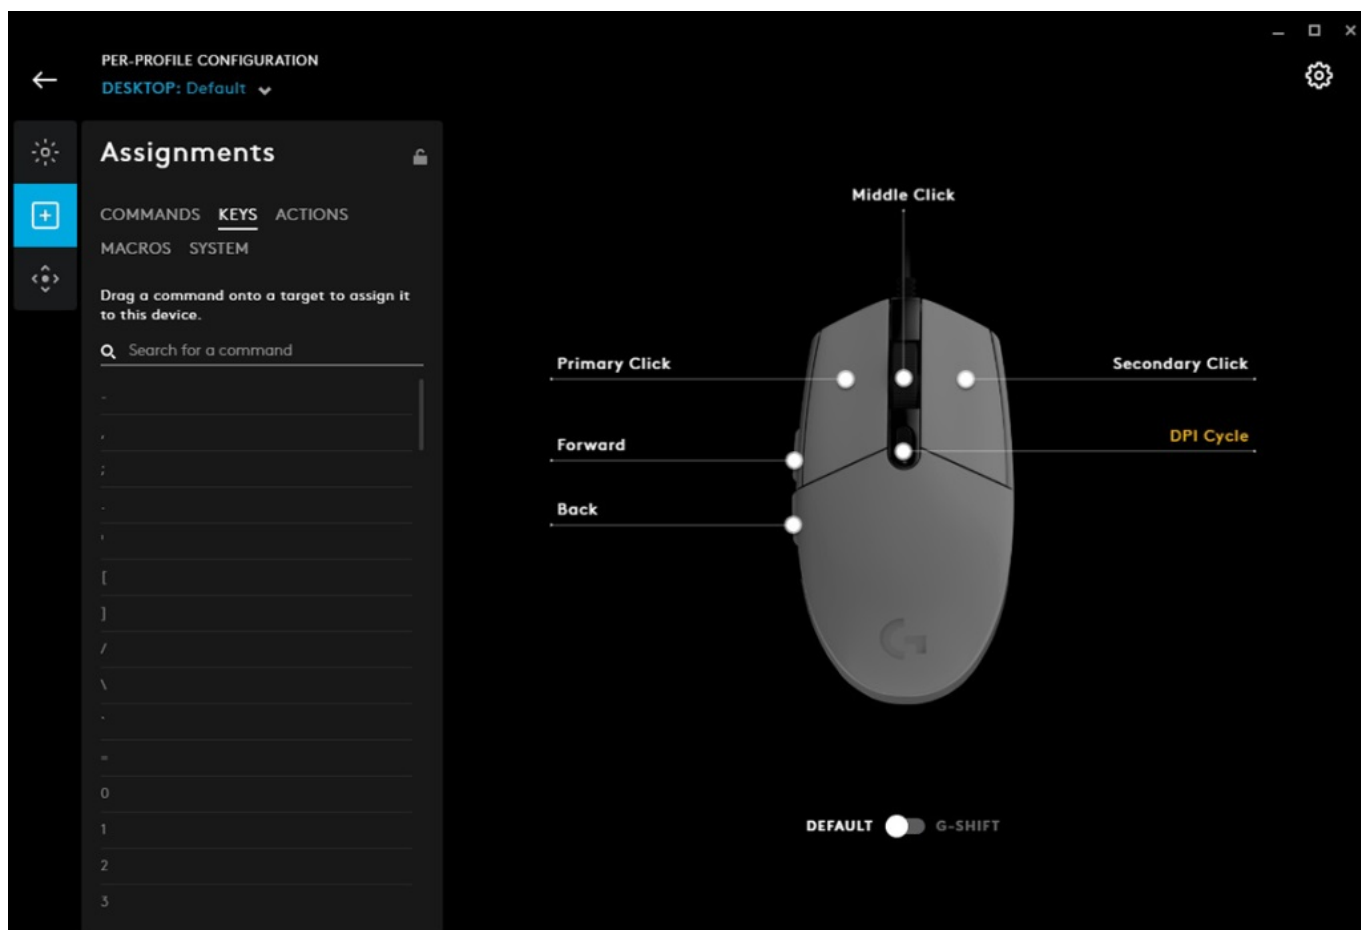 PER-PROFILE CONFIGURATION
DESKTOP: Default
Assignments
COMMANDS KEYS ACTIONS
MACROS SYSTEM
Drag a command onto a target to assign it
to this device.
Search for a command
-
,
;
.
'
[
]
/
\
`
=
0
1
2
3
Middle Click
Primary Click
Secondary Click
Forward
DPI Cycle
Back
DEFAULT G-SHIFT